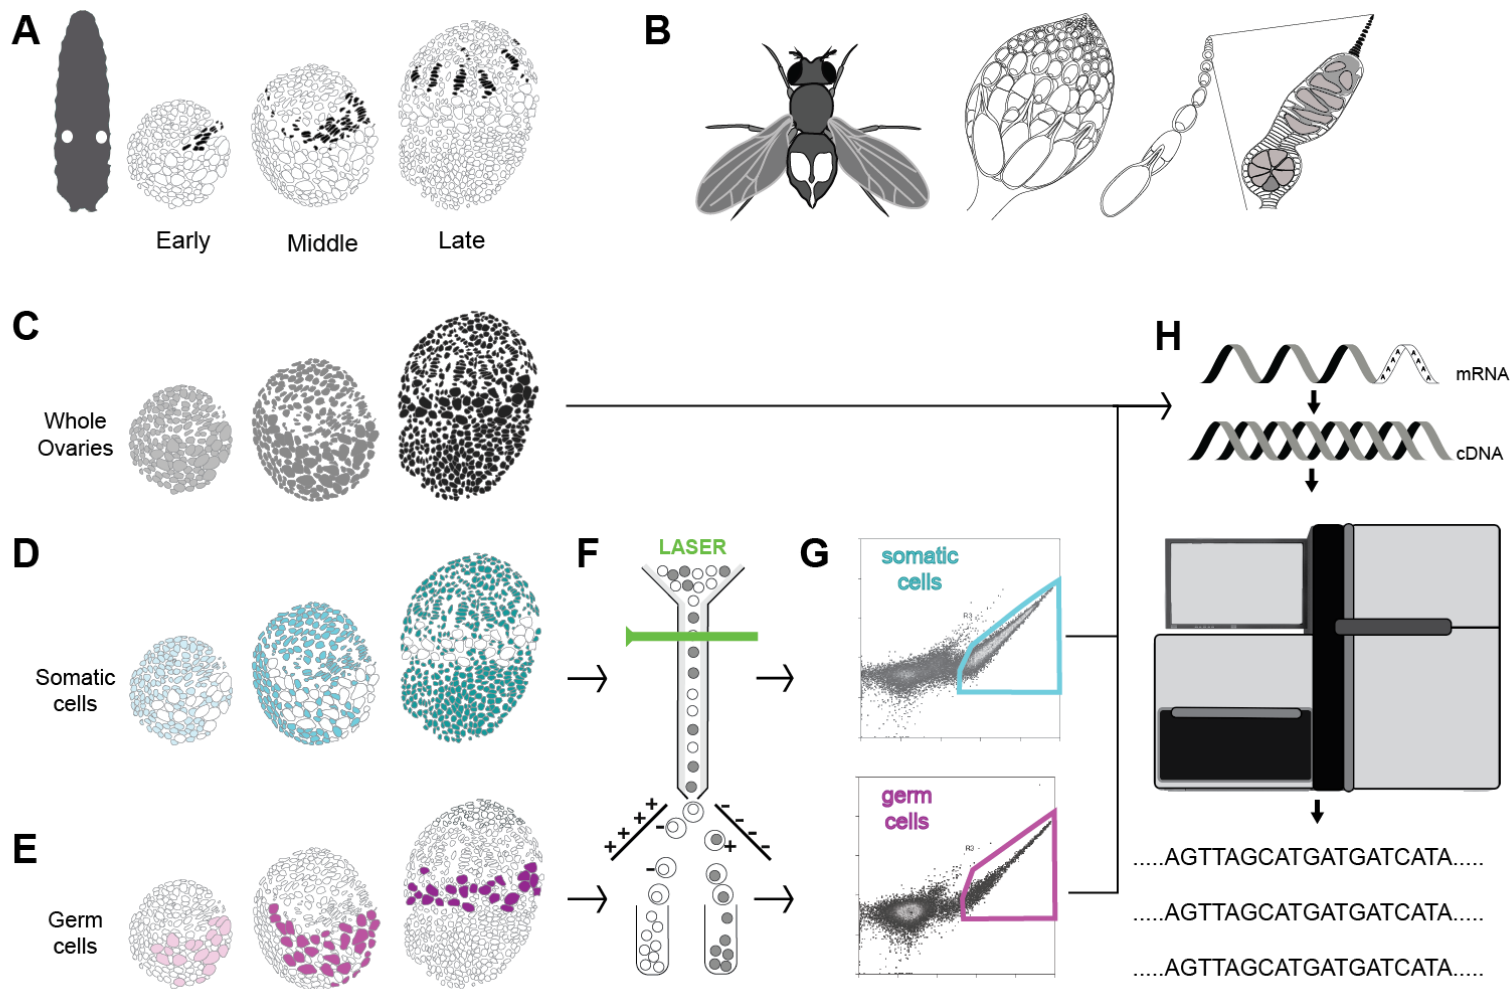 A
B
Early
Middle
Late
C
Whole
Ovaries
H
A A A A A A A A
mRNA
cDNA
D
Somatic
cells
F
LASER
G
somatic
cells
R3
E
Germ
cells
+ + + +
- - - -
-
+
-
germ
cells
R3
.....AGTTAGCATGATGATCATA.....
.....AGTTAGCATGATGATCATA.....
.....AGTTAGCATGATGATCATA.....